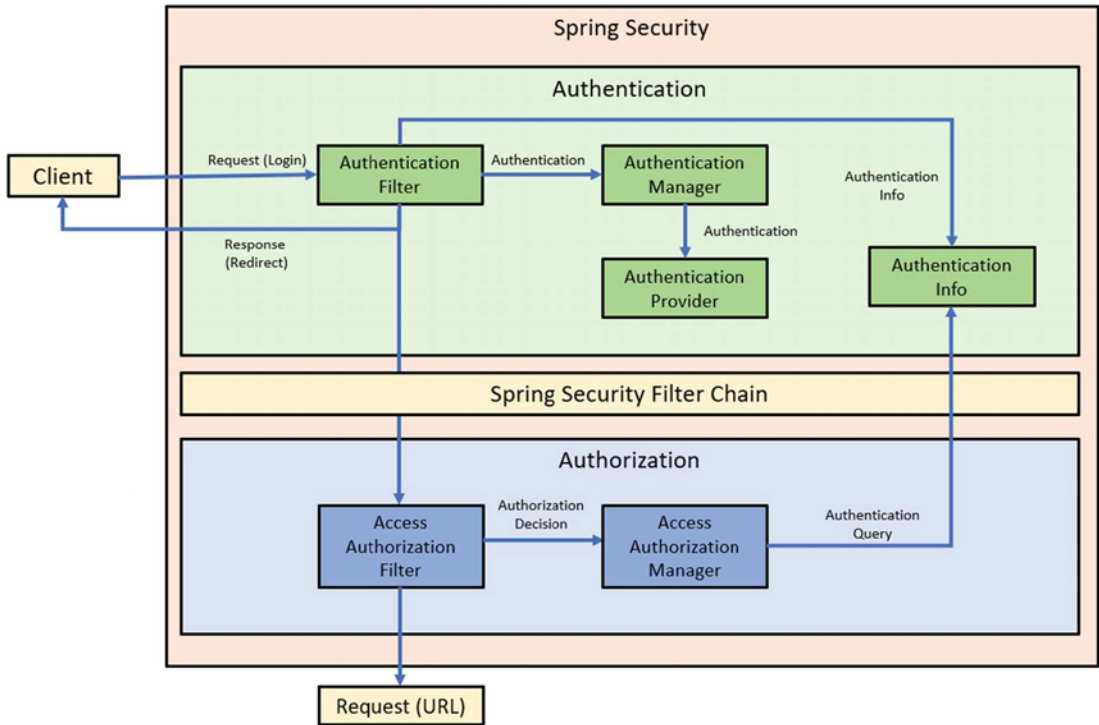 Spring Security
Authentication
Client
Request (Login)
Authentication
Filter
Authentication
Authentication
Manager
Authentication
Info
Response
(Redirect)
Authentication
Authentication
Provider
Authentication
Info
Spring Security Filter Chain
Authorization
Access
Authorization
Filter
Authorization
Decision
Access
Authorization
Manager
Authentication
Query
Request (URL)